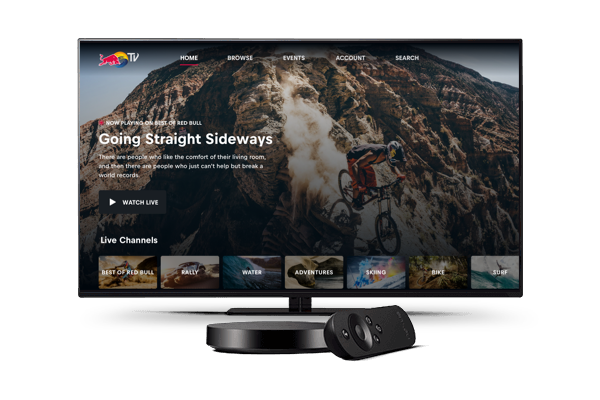 TV
HOME BROWSE EVENTS ACCOUNT SEARCH
NOW PLAYING ON BEST OF RED BULL
Going Straight Sideways
There are people who like the comfort of their living room,
and then there are people who just can't help but break a
world records.
WATCH LIVE
Live Channels
BEST OF RED BULL RALLY WATER ADVENTURES SKIING BIKE SURF